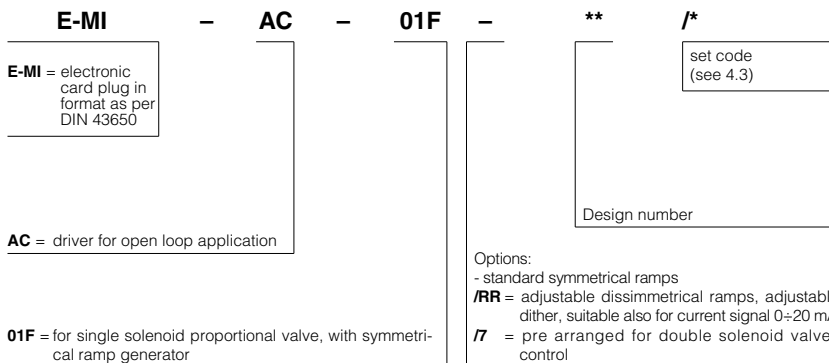 E-MI – AC – 01F – ** /*
set code
(see 4.3)
E-MI = electronic
card plug in
format as per
DIN 43650
Design number
AC = driver for open loop application
Options:
- standard symmetrical ramps
/RR = adjustable dissimmetrical ramps,
dither, suitable also for current signal 0÷20
/7 = pre arranged for double solenoid valve
control
01F = for single solenoid proportional valve, with symmetri-
cal ramp generator